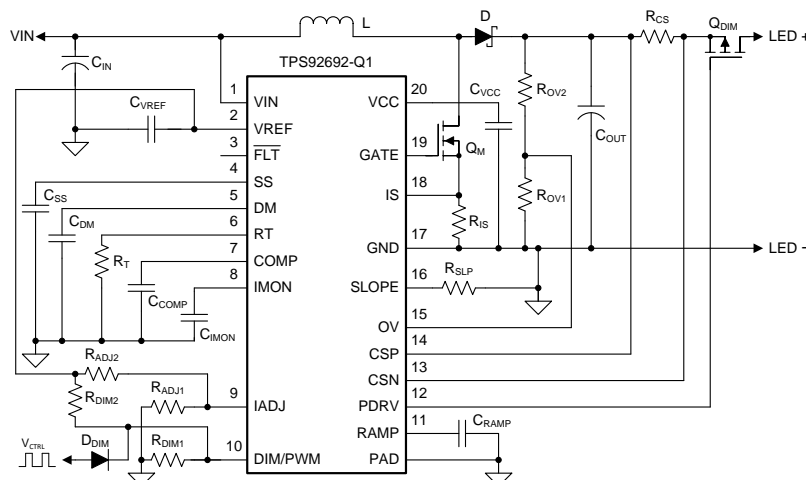 VIN
L
D
RCS
QDIM
LED +
CIN
TPS92692-Q1
CVREF
1
VIN
2
VREF
3
FLT
4
SS
5
DM
6
RT
7
COMP
8
IMON
9
IADJ
10
DIM/PWM
20
VCC
19
GATE
18
IS
17
GND
16
SLOPE
15
OV
14
CSP
13
CSN
12
PDRV
11
RAMP
PAD
CVCC
QM
RIS
ROV2
ROV1
COUT
LED −
RSLP
CSS
CDM
RT
CCOMP
CIMON
RADJ2
RADJ1
RDIM2
DDIM
RDIM1
VCTRL
CRAMP